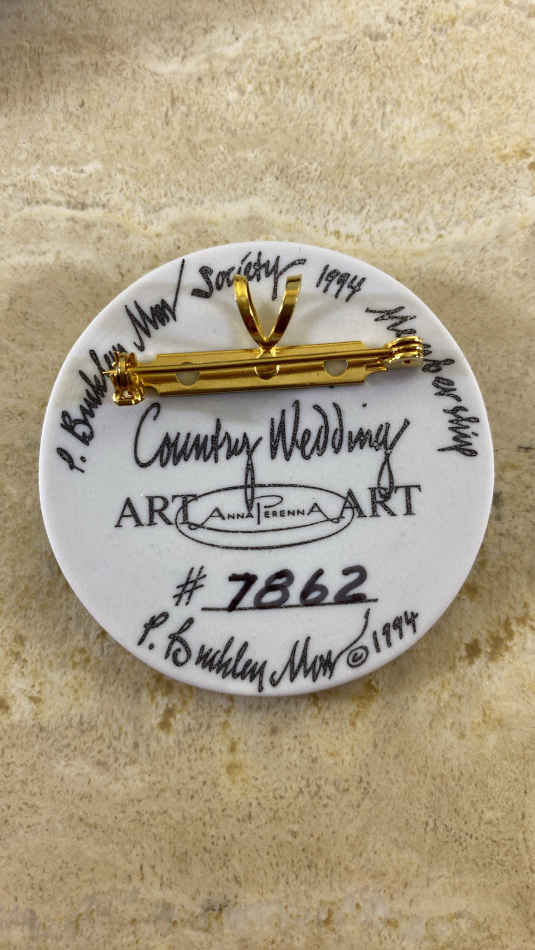 P. Buckley Moss Society 1994 Membership
Country Wedding
ART ANNA PERENNA ART
# 7862
P. Buckley Moss © 1994